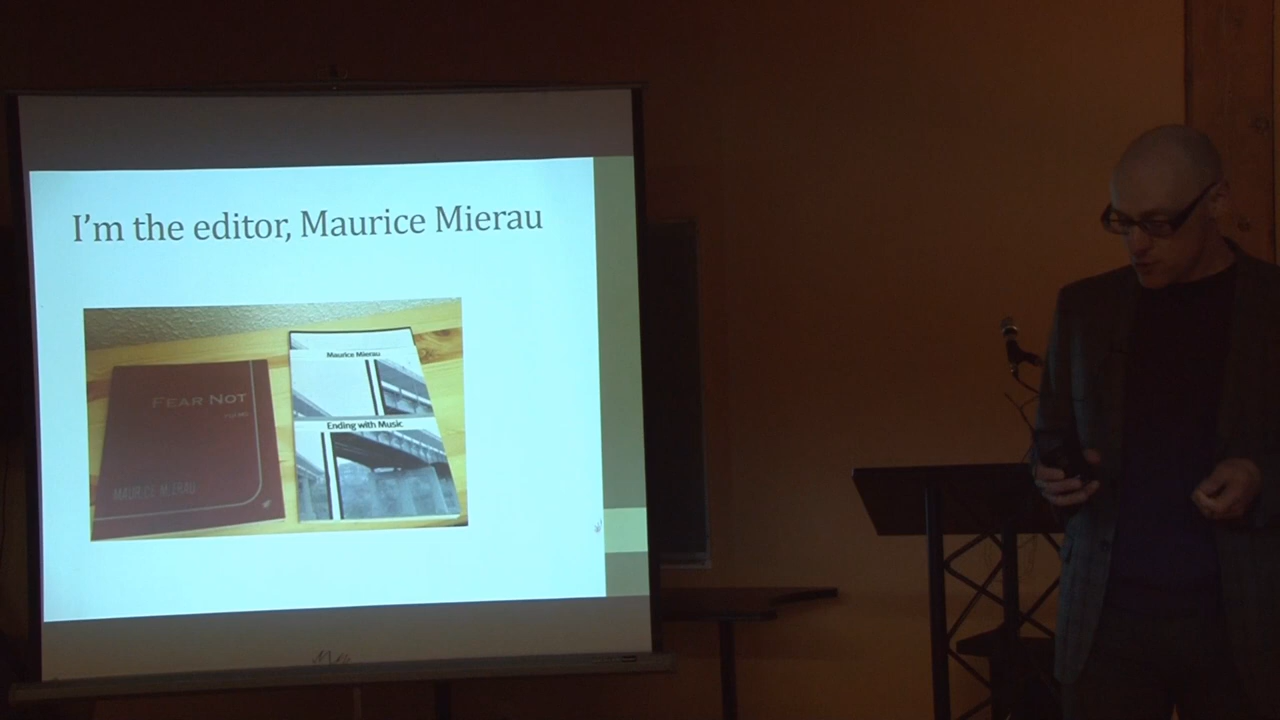 I'm the editor, Maurice Mierau
FEAR NOT
MAURICE MIERAU
Maurice Mierau
Ending with Music